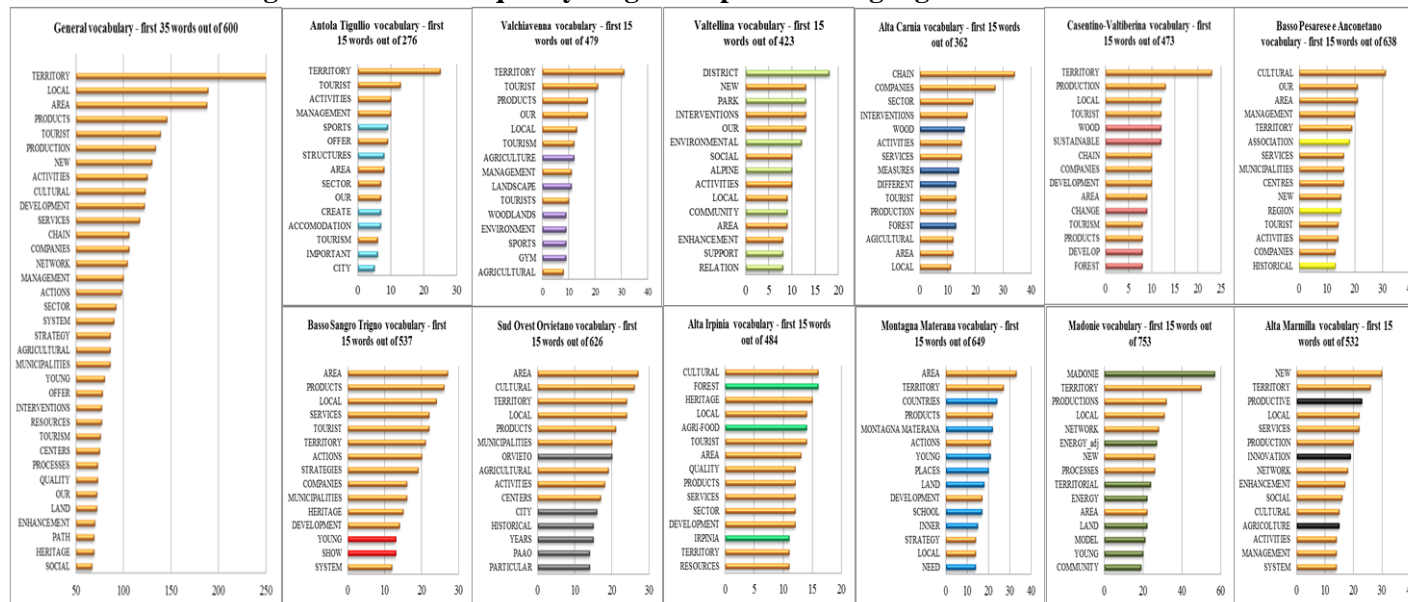 General vocabulary - first 35 words out of 600
TERRITORY
LOCAL
AREA
PRODUCTS
TOURIST
PRODUCTION
NEW
ACTIVITIES
CULTURAL
DEVELOPMENT
SERVICES
CHAIN
COMPANIES
NETWORK
MANAGEMENT
ACTIONS
SECTOR
SYSTEM
STRATEGY
AGRICULTURAL
MUNICIPALITIES
YOUNG
OFFER
INTERVENTIONS
RESOURCES
TOURISM
CENTERS
PROCESSES
QUALITY
OUR
LAND
ENHANCEMENT
PATH
HERITAGE
SOCIAL
50 100 150 200 250
Antola Tigullio vocabulary - first
15 words out of 276
TERRITORY
TOURIST
ACTIVITIES
MANAGEMENT
SPORTS
OFFER
STRUCTURES
AREA
SECTOR
OUR
CREATE
ACCOMODATION
TOURISM
IMPORTANT
CITY
0 10 20 30
Valchiavenna vocabulary - first 15
words out of 479
TERRITORY
TOURIST
PRODUCTS
OUR
LOCAL
TOURISM
AGRICULTURE
MANAGEMENT
LANDSCAPE
TOURISTS
WOODLANDS
ENVIRONMENT
SPORTS
GYM
AGRICULTURAL
0 10 20 30 40
Valtellina vocabulary - first 15
words out of 423
DISTRICT
NEW
PARK
INTERVENTIONS
OUR
ENVIRONMENTAL
SOCIAL
ALPINE
ACTIVITIES
LOCAL
COMMUNITY
AREA
ENHANCEMENT
SUPPORT
RELATION
0 5 10 15 20
Alta Carnia vocabulary - first 15 words
out of 362
CHAIN
COMPANIES
SECTOR
INTERVENTIONS
WOOD
ACTIVITIES
SERVICES
MEASURES
DIFFERENT
TOURIST
PRODUCTION
FOREST
AGICULTURAL
AREA
LOCAL
0 10 20 30 40
Casentino-Valtiberina vocabulary - first
15 words out of 473
TERRITORY
PRODUCTION
LOCAL
TOURIST
WOOD
SUSTAINABLE
CHAIN
COMPANIES
DEVELOPMENT
AREA
CHANGE
TOURISM
PRODUCTS
DEVELOP
FOREST
0 5 10 15 20 25
Basso Pesarese e Anconetano
vocabulary - first 15 words out of 638
CULTURAL
OUR
AREA
MANAGEMENT
TERRITORY
ASSOCIATION
SERVICES
MUNICIPALITIES
CENTRES
NEW
REGION
TOURIST
ACTIVITIES
COMPANIES
HISTORICAL
0 10 20 30 40
Basso Sangro Trigno vocabulary - first
15 words out of 537
AREA
PRODUCTS
LOCAL
SERVICES
TOURIST
TERRITORY
ACTIONS
STRATEGIES
COMPANIES
MUNICIPALITIES
HERITAGE
DEVELOPMENT
YOUNG
SHOW
SYSTEM
0 10 20 30
Sud Ovest Orvietano vocabulary - first
15 words out of 626
AREA
CULTURAL
TERRITORY
LOCAL
PRODUCTS
MUNICIPALITIES
ORVIETO
AGRICULTURAL
ACTIVITIES
CENTERS
CITY
HISTORICAL
YEARS
PAAO
PARTICULAR
0 10 20 30
Alta Irpinia vocabulary - first 15 words
out of 484
CULTURAL
FOREST
HERITAGE
LOCAL
AGRI-FOOD
TOURIST
AREA
QUALITY
PRODUCTS
SERVICES
SECTOR
DEVELOPMENT
IRPINIA
TERRITORY
RESOURCES
0 5 10 15 20
Montagna Materana vocabulary - first
15 words out of 649
AREA
TERRITORY
COUNTRIES
PRODUCTS
MONTAGNA MATERANA
ACTIONS
YOUNG
PLACES
LAND
DEVELOPMENT
SCHOOL
INNER
STRATEGY
LOCAL
NEED
0 10 20 30 40
Madonie vocabulary - first 15 words out
of 753
MADONIE
TERRITORY
PRODUCTIONS
LOCAL
NETWORK
ENERGY_adj
NEW
PROCESSES
TERRITORIAL
ENERGY
AREA
LAND
MODEL
YOUNG
COMMUNITY
0 20 40 60
Alta Marmilla vocabulary - first 15
words out of 532
NEW
TERRITORY
PRODUCTIVE
LOCAL
SERVICES
PRODUCTION
INNOVATION
NETWORK
ENHANCEMENT
SOCIAL
CULTURAL
AGRICOLTURE
ACTIVITIES
MANAGEMENT
SYSTEM
0 10 20 30 40